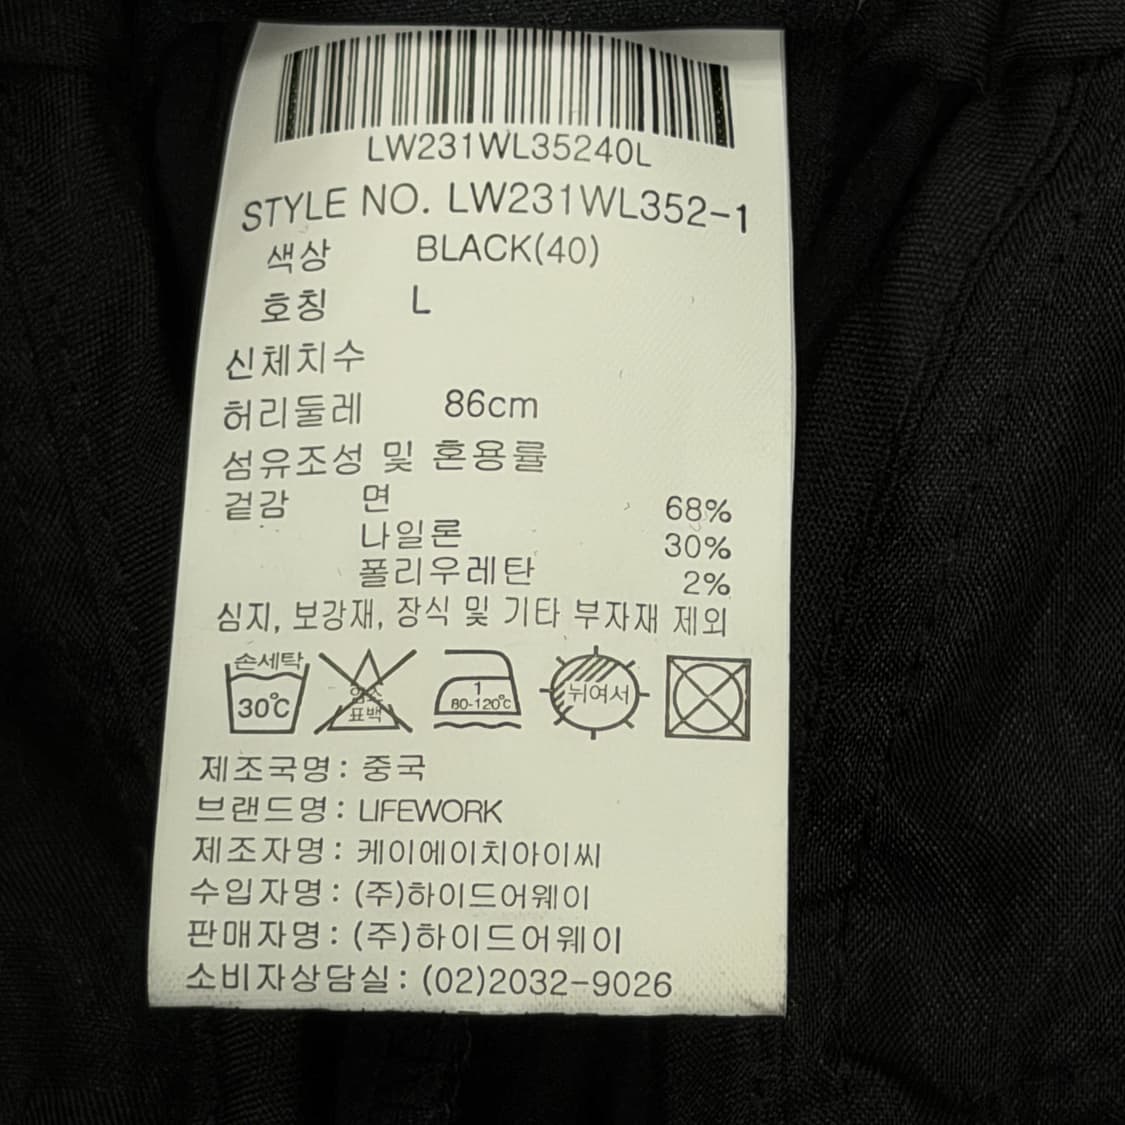 LW231WL35240L
STYLE NO. LW231WL352-1
색상 BLACK(40)
호칭 L
신체치수
허리둘레 86cm
섬유조성 및 혼용률
겉감 면 68%
나일론 30%
폴리우레탄 2%
심지, 보강재, 장식 및 기타 부자재 제외
손세탁
30℃
염소
표백
1
80-120℃
뉘여서
제조국명: 중국
브랜드명: LIFEWORK
제조자명: 케이에이치아이씨
수입자명: (주)하이드어웨이
판매자명: (주)하이드어웨이
소비자상담실: (02)2032-9026